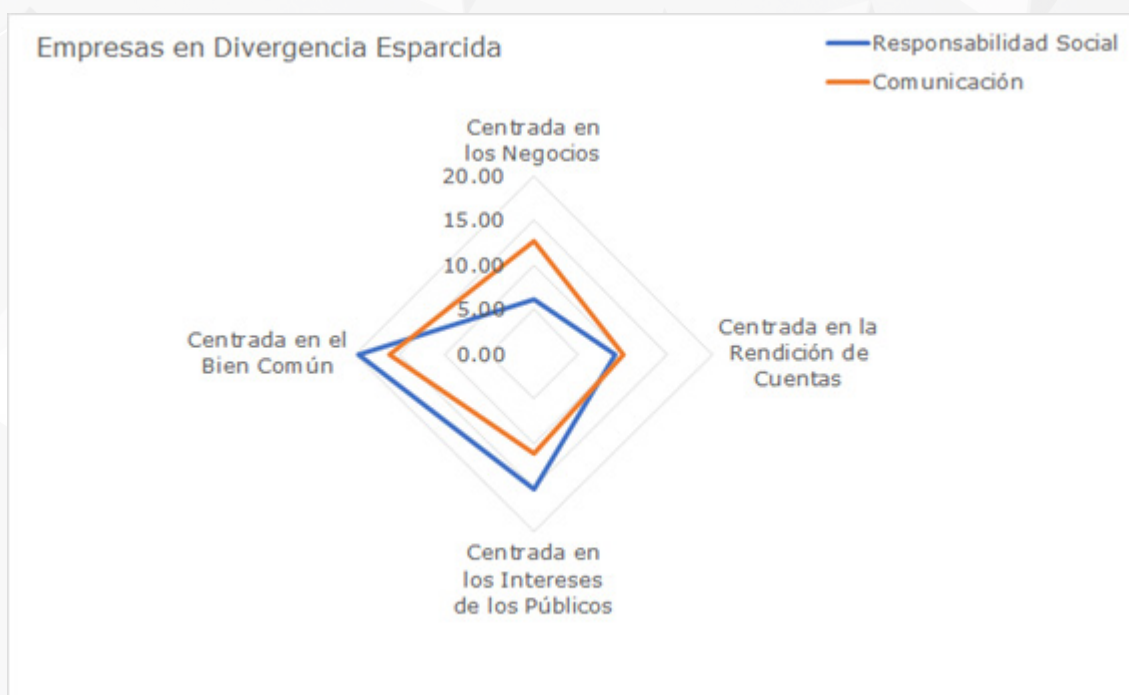 Empresas en Divergencia Esparcida
Responsabilidad Social
Comunicación
Centrada en
los Negocios
20.00
15.00
10.00
5.00
0.00
Centrada en el
Bien Común
Centrada en la
Rendición de
Cuentas
Centrada en
los Intereses
de los Públicos